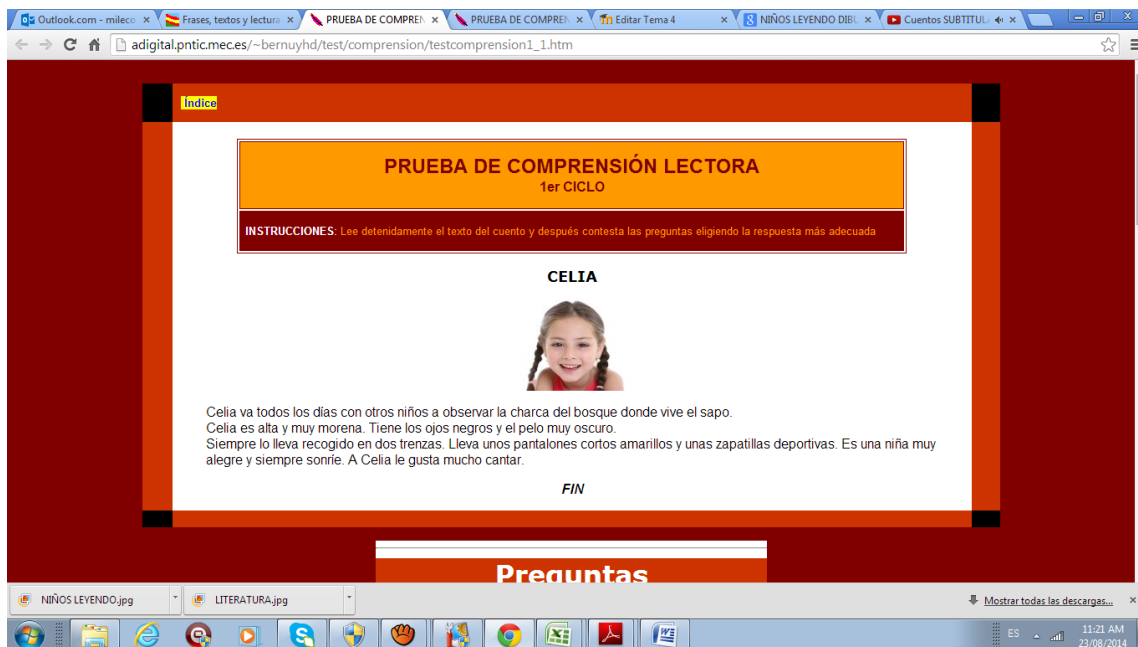 Outlook.com - mileco
Frases, textos y lectura
PRUEBA DE COMPREN
PRUEBA DE COMPREN
Editar Tema 4
NIÑOS LEYENDO DIBU
Cuentos SUBTITUL
adigital.pntic.mec.es/~bernuyhd/test/comprension/testcomprension1_1.htm
Índice
PRUEBA DE COMPRENSIÓN LECTORA
1er CICLO
INSTRUCCIONES: Lee detenidamente el texto del cuento y después contesta las preguntas eligiendo la respuesta más adecuada
CELIA
Celia va todos los días con otros niños a observar la charca del bosque donde vive el sapo.
Celia es alta y muy morena. Tiene los ojos negros y el pelo muy oscuro.
Siempre lo lleva recogido en dos trenzas. Lleva unos pantalones cortos amarillos y unas zapatillas deportivas. Es una niña muy
alegre y siempre sonríe. A Celia le gusta mucho cantar.
FIN
Preguntas
NIÑOS LEYENDO.jpg
LITERATURA.jpg
Mostrar todas las descargas...
ES
11:21 AM
23/08/2014